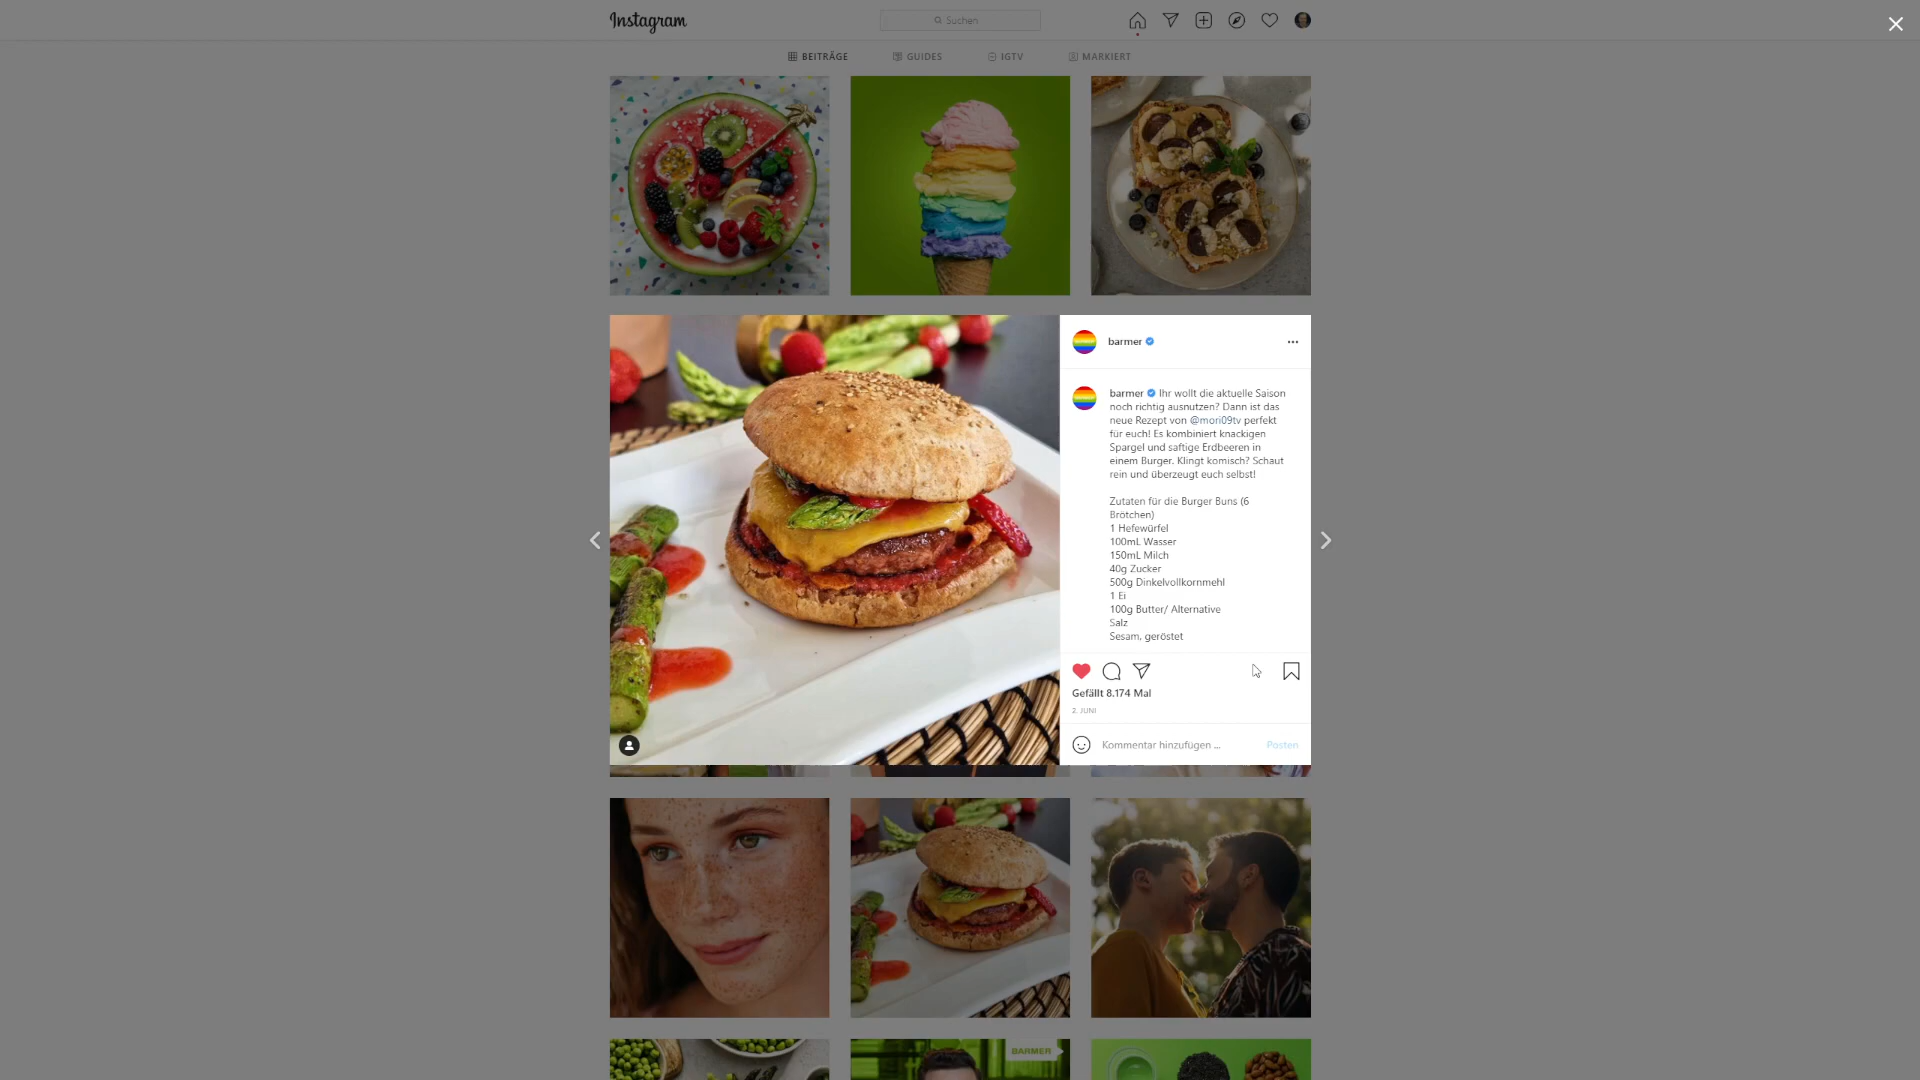 Instagram
Suchen
BEITRÄGE
GUIDES
IGTV
MARKIERT
barmer
barmer Ihr wollt die aktuelle Saison
noch richtig ausnutzen? Dann ist das
neue Rezept von @mori09tv perfekt
für euch! Es kombiniert knackigen
Spargel und saftige Erdbeeren in
einem Burger. Klingt komisch? Schaut
rein und überzeugt euch selbst!
Zutaten für die Burger Buns (6
Brötchen)
1 Hefewürfel
100mL Wasser
150mL Milch
40g Zucker
500g Dinkelvollkornmehl
1 Ei
100g Butter/ Alternative
Salz
Sesam, geröstet
Gefällt 8.174 Mal
2. JUNI
Kommentar hinzufügen ...
Posten
BARMER